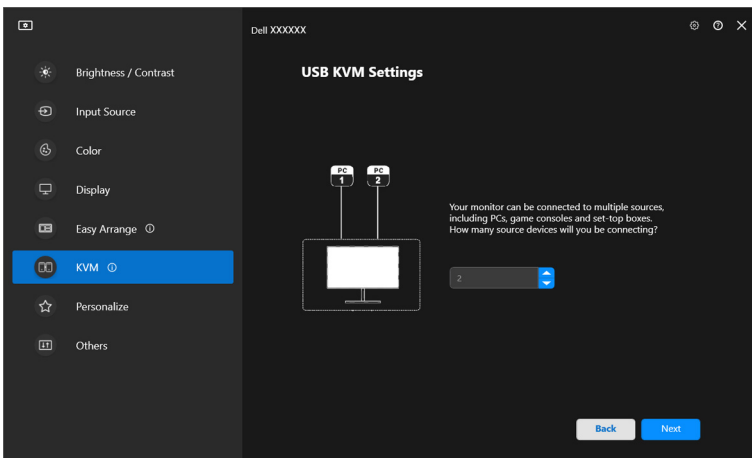 Dell XXXXXX
Brightness / Contrast
Input Source
Color
Display
Easy Arrange
KVM
Personalize
Others
USB KVM Settings
PC PC
1 2
Your monitor can be connected to multiple sources,
including PCs, game consoles and set-top boxes.
How many source devices will you be connecting?
2
Back Next